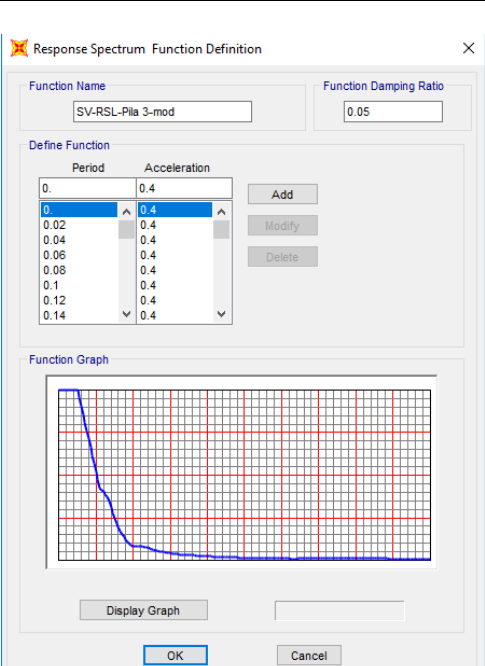 Response Spectrum Function Definition
Function Name
Function Damping Ratio
SV-RSL-Pila 3-mod
0.05
Define Function
Period Acceleration
0. 0.4
Add
0. 0.4
0.02 0.4
Modify
0.04 0.4
0.06 0.4
Delete
0.08 0.4
0.1 0.4
0.12 0.4
0.14 0.4
Function Graph
Display Graph
OK Cancel